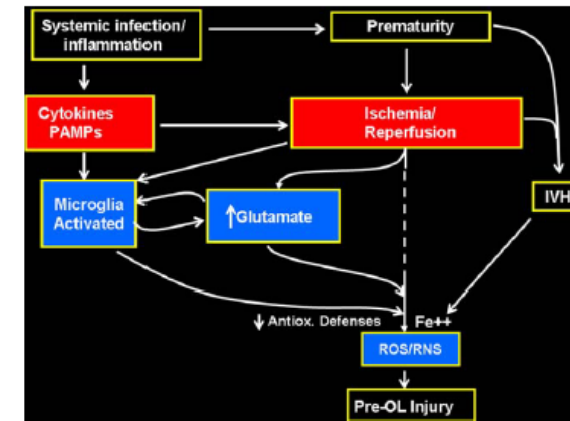 Systemic infection/
inflammation
Prematurity
Cytokines
PAMPs
Ischemia/
Reperfusion
Microglia
Activated
↑Glutamate
IVH
↓ Antiox. Defenses
Fe++
ROS/RNS
Pre-OL Injury